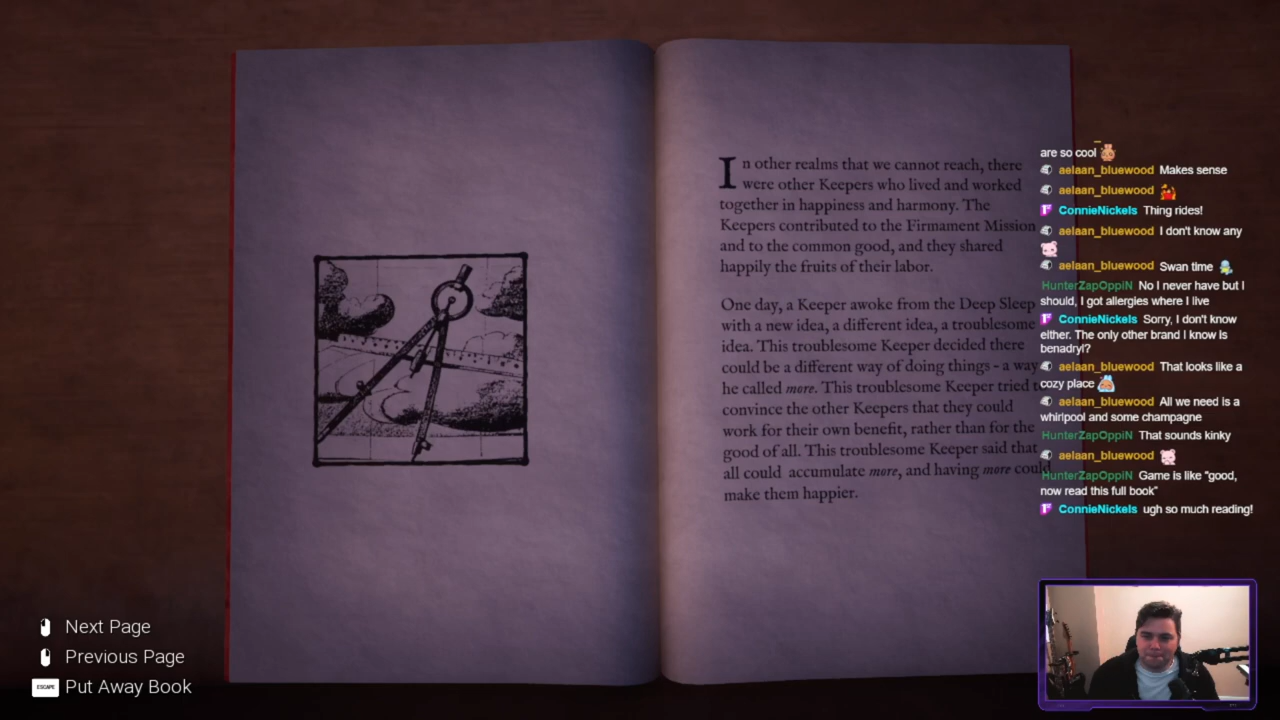 In other realms that we cannot reach, there
were other Keepers who lived and worked
together in happiness and harmony. The
Keepers contributed to the Firmament Mission
and to the common good, and they shared
happily the fruits of their labor.
One day, a Keeper awoke from the Deep Sleep
with a new idea, a different idea, a troublesome
idea. This troublesome Keeper decided there
could be a different way of doing things - a way
he called more. This troublesome Keeper tried
convince the other Keepers that they could
work for their own benefit, rather than for the
good of all. This troublesome Keeper said that
all could accumulate more, and having more could
make them happier.
are so cool
aelaan_bluewood Makes sense
aelaan_bluewood
ConnieNickels Thing rides!
aelaan_bluewood I don't know any
aelaan_bluewood Swan time
HunterZapOppiN No I never have but I
should, I got allergies where I live
ConnieNickels Sorry, I don't know
either. The only other brand I know is
benadryl?
aelaan_bluewood That looks like a
cozy place
aelaan_bluewood All we need is a
whirlpool and some champagne
HunterZapOppiN That sounds kinky
aelaan_bluewood
HunterZapOppiN Game is like "good,
now read this full book"
ConnieNickels ugh so much reading!
Next Page
Previous Page
ESCAPE Put Away Book